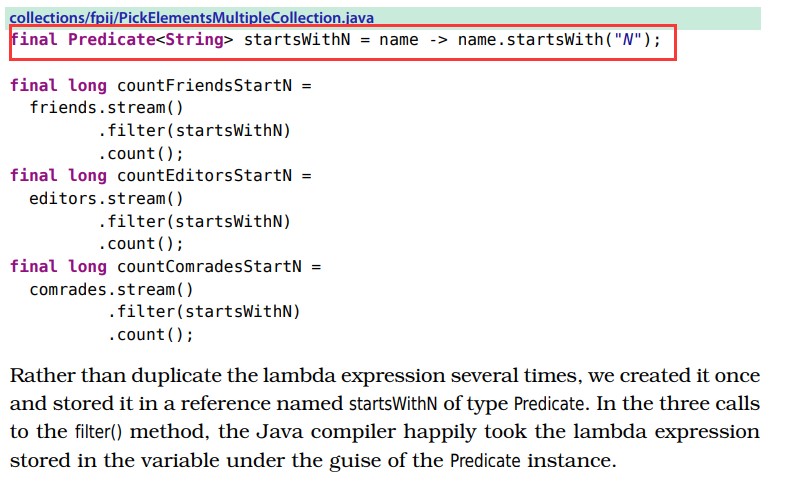 collections/fpij/PickElementsMultipleCollection.java
final Predicate<String> startsWithN = name -> name.startsWith("N");
final long countFriendsStartN =
friends.stream()
.filter(startsWithN)
.count();
final long countEditorsStartN =
editors.stream()
.filter(startsWithN)
.count();
final long countComradesStartN =
comrades.stream()
.filter(startsWithN)
.count();
Rather than duplicate the lambda expression several times, we created it once
and stored it in a reference named startsWithN of type Predicate. In the three calls
to the filter() method, the Java compiler happily took the lambda expression
stored in the variable under the guise of the Predicate instance.